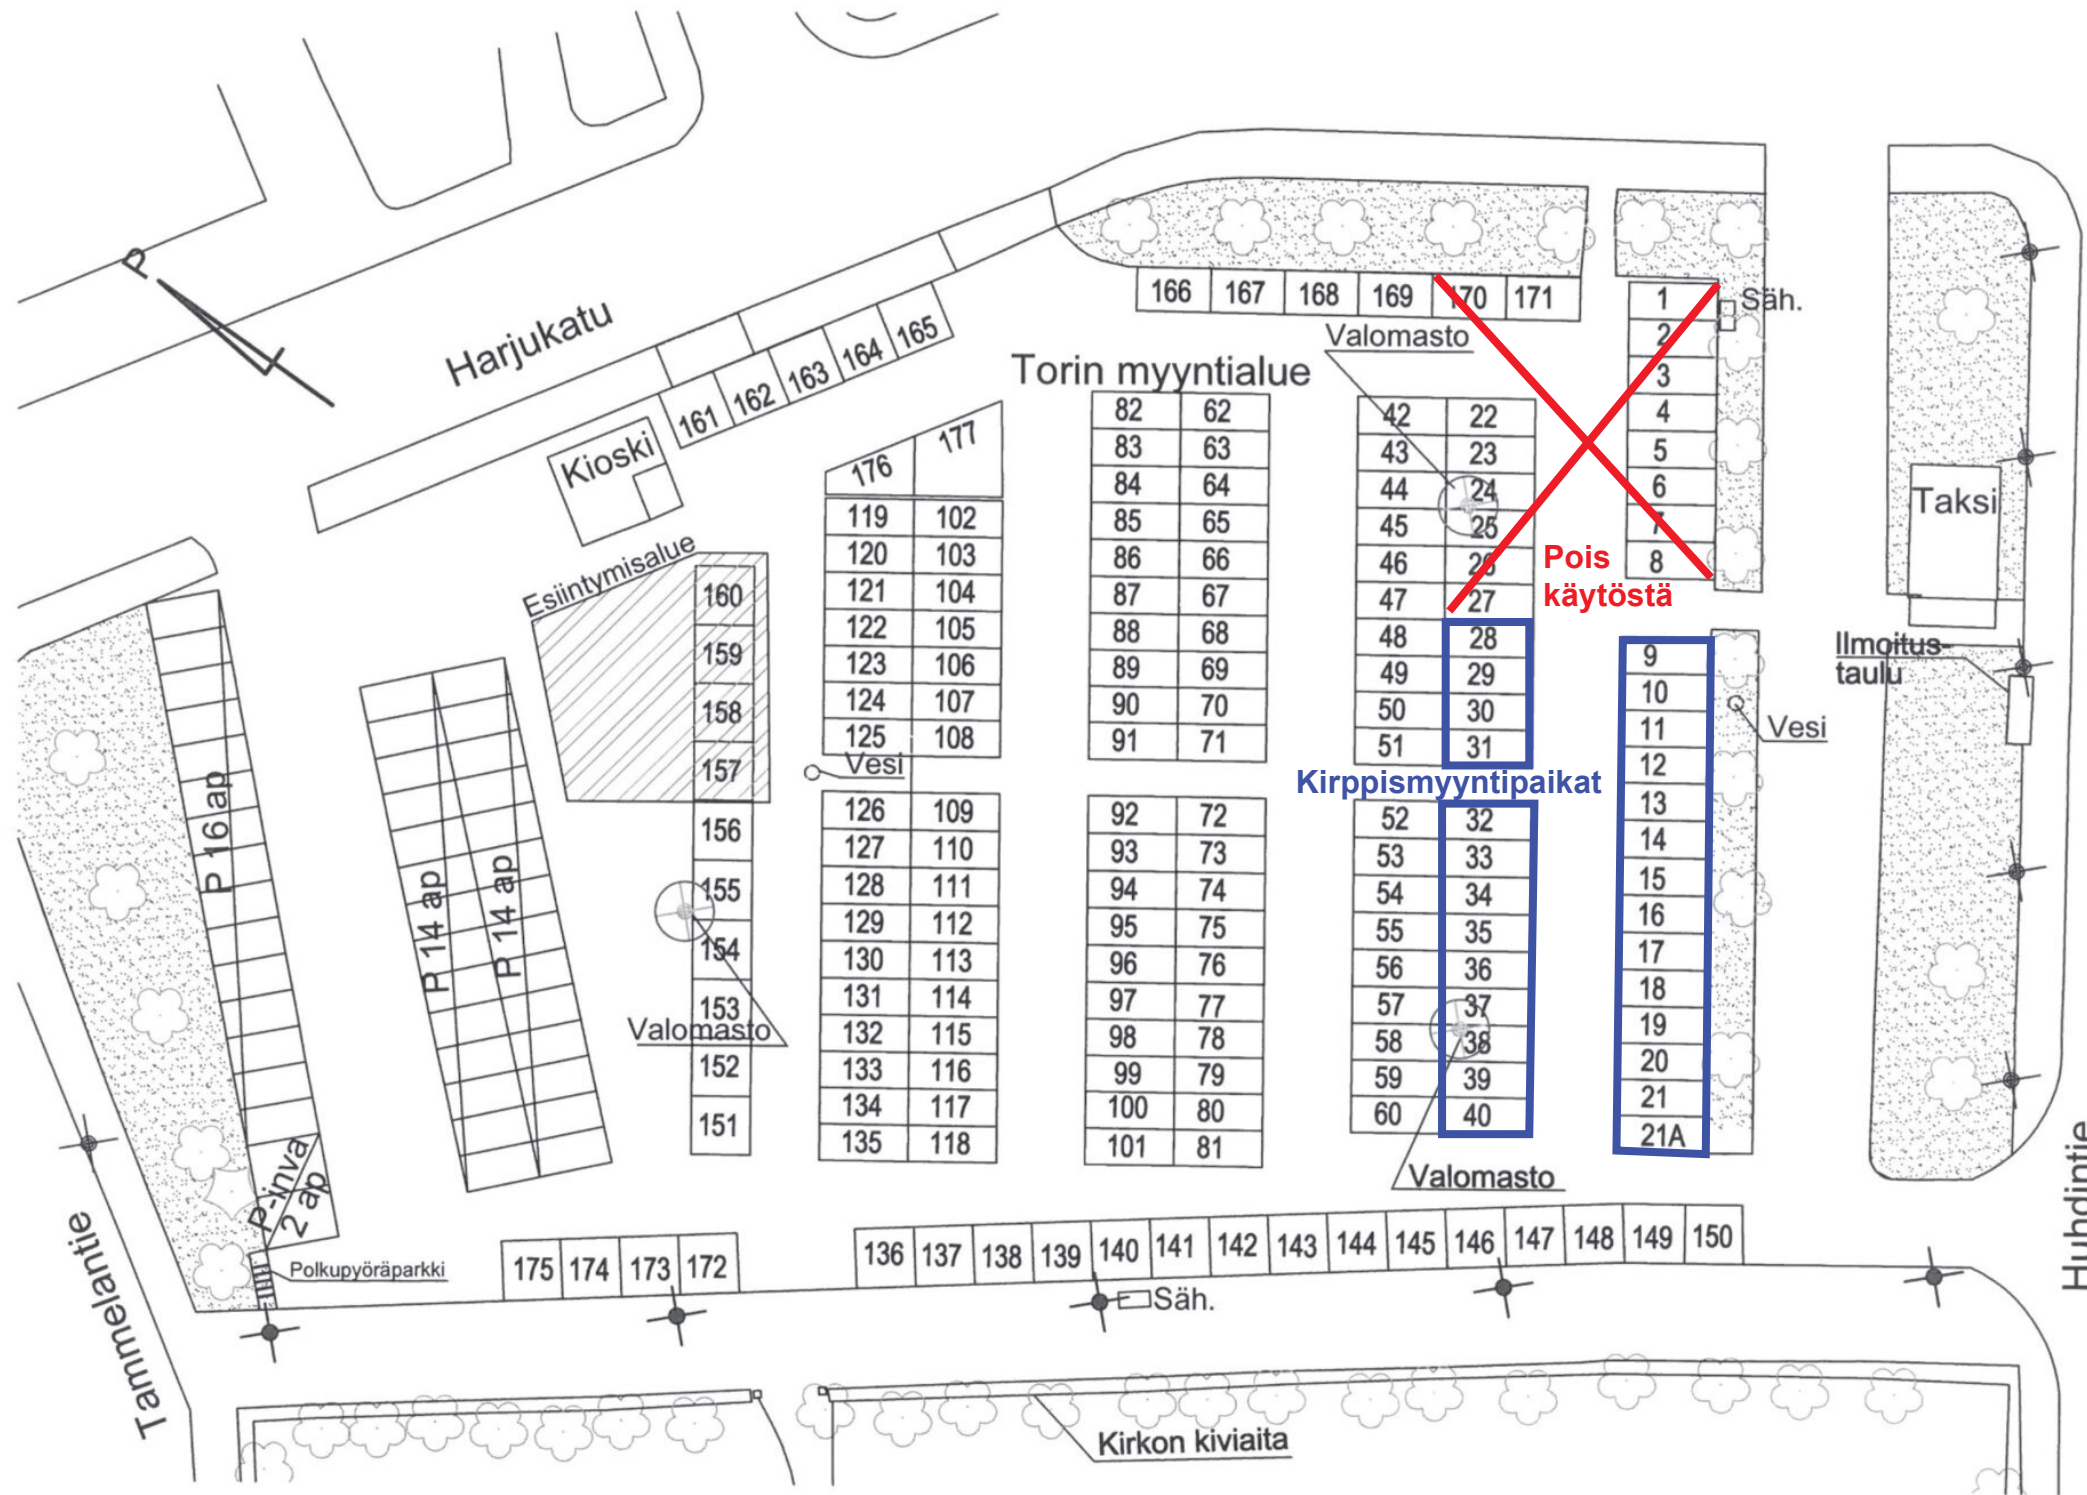 P
Harjukatu
166 167 168 169 170 171
1
Säh.
2
3
4
5
6
7
8
Valomasto
Torin myyntialue
161 162 163 164 165
Kioski
176 177
82 62
83 63
84 64
85 65
86 66
87 67
88 68
89 69
90 70
91 71
42 22
43 23
44 24
45 25
46 26
47 27
48 28
49 29
50 30
51 31
Pois
käytöstä
Taksi
Ilmoitus-
taulu
Esiintymisalue
160
159
158
157
156
155
154
153
152
151
Valomasto
119 102
120 103
121 104
122 105
123 106
124 107
125 108
Vesi
126 109
127 110
128 111
129 112
130 113
131 114
132 115
133 116
134 117
135 118
92 72
93 73
94 74
95 75
96 76
97 77
98 78
99 79
100 80
101 81
Kirppismyyntipaikat
52 32
53 33
54 34
55 35
56 36
57 37
58 38
59 39
60 40
Valomasto
9
10
11
12
13
14
15
16
17
18
19
20
21
21A
Vesi
P 16 ap
P 14 ap
P 14 ap
P-inva
2 ap
Polkupyöräparkki
Tammelantie
Huhdintie
175 174 173 172
136 137 138 139 140 141 142 143 144 145 146 147 148 149 150
Säh.
Kirkon kiviaita